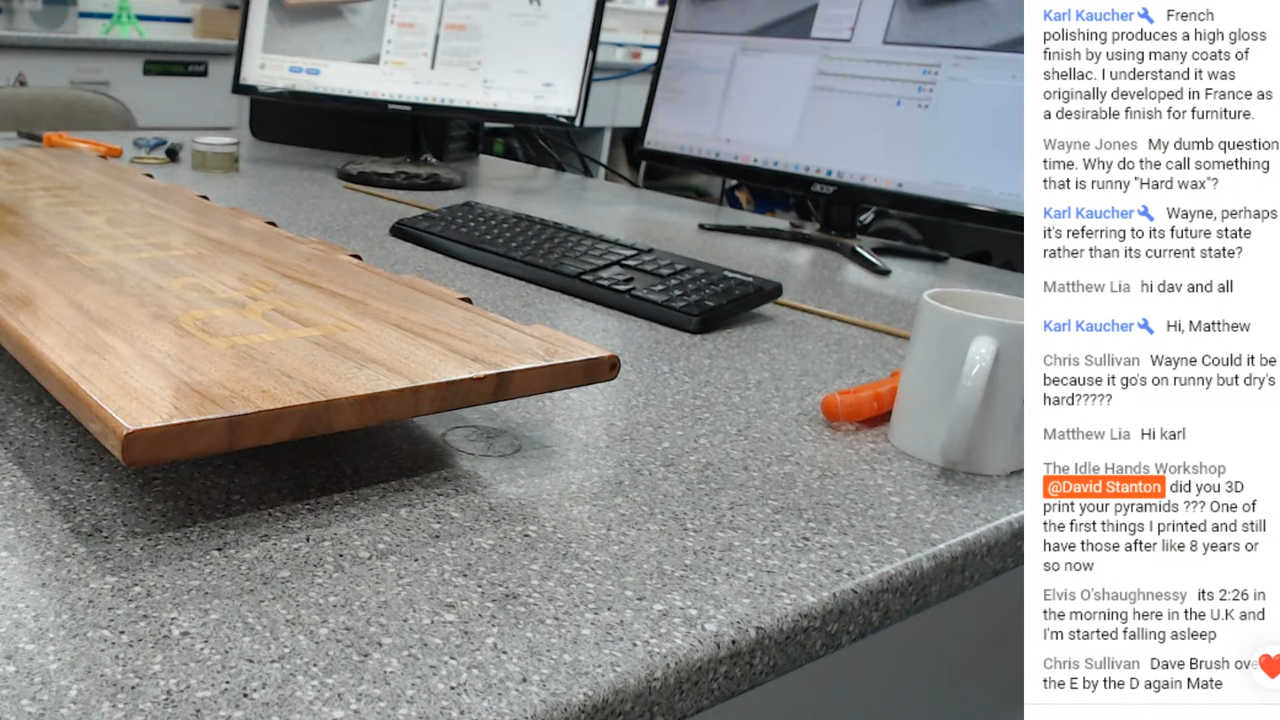 Karl Kaucher French
polishing produces a high gloss
finish by using many coats of
shellac. I understand it was
originally developed in France as
a desirable finish for furniture.
Wayne Jones My dumb question
time. Why do the call something
that is runny "Hard wax"?
Karl Kaucher Wayne, perhaps
it's referring to its future state
rather than its current state?
Matthew Lia hi dav and all
Karl Kaucher Hi, Matthew
Chris Sullivan Wayne Could it be
because it go's on runny but dry's
hard?????
Matthew Lia Hi karl
The Idle Hands Workshop
@David Stanton did you 3D
print your pyramids ??? One of
the first things I printed and still
have those after like 8 years or
so now
Elvis O'shaughnessy its 2:26 in
the morning here in the U.K and
I'm started falling asleep
Chris Sullivan Dave Brush ove
the E by the D again Mate
acer